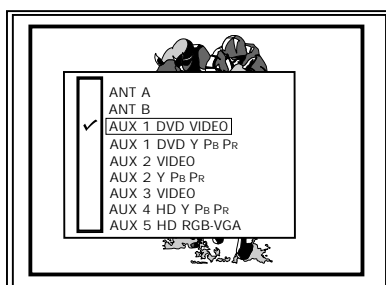 ANT A
ANT B
AUX 1 DVD VIDEO
AUX 1 DVD Y PB PR
AUX 2 VIDEO
AUX 2 Y PB PR
AUX 3 VIDEO
AUX 4 HD Y PB PR
AUX 5 HD RGB-VGA